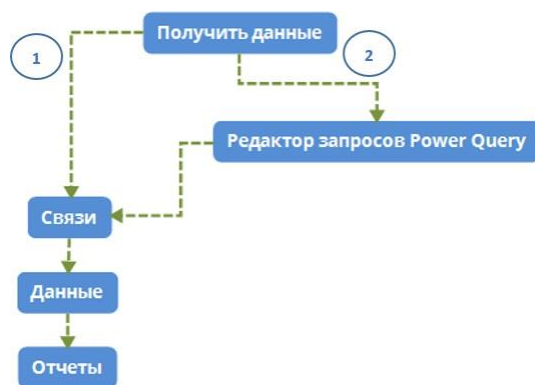 Получить данные
1
2
Редактор запросов Power Query
Связи
Данные
Отчеты